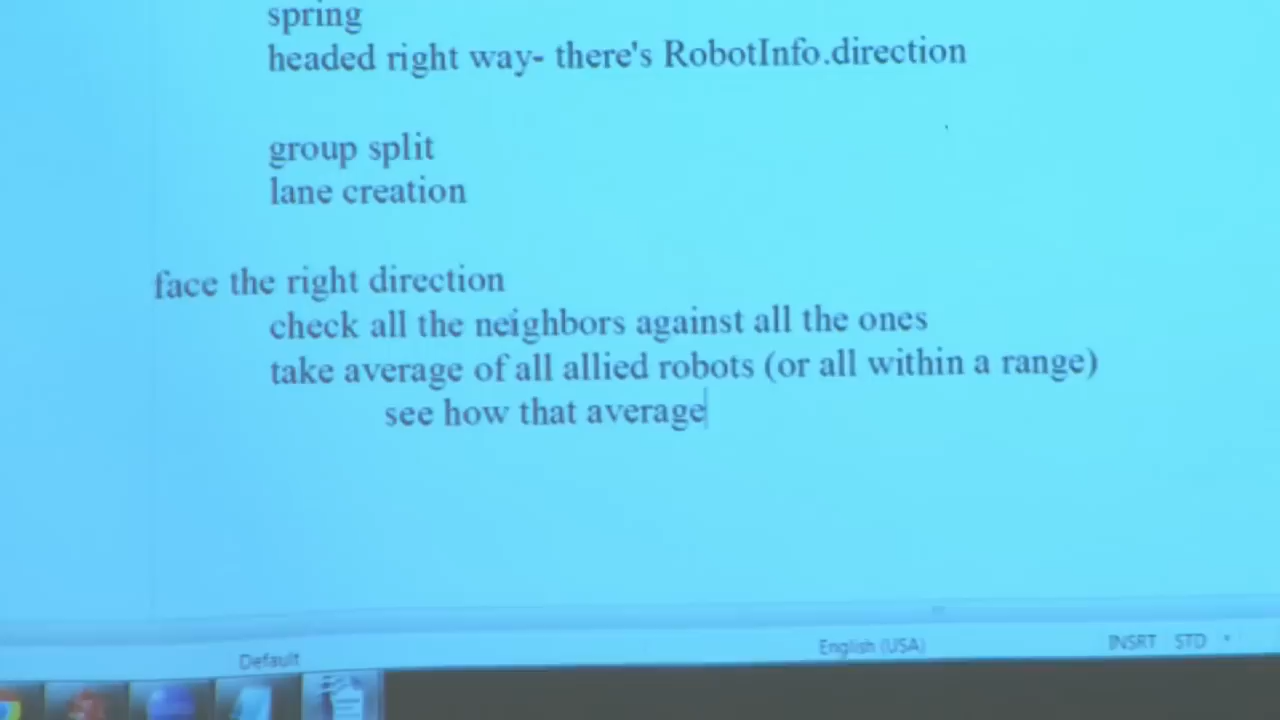 spring
headed right way- there's RobotInfo.direction
group split
lane creation
face the right direction
check all the neighbors against all the ones
take average of all allied robots (or all within a range)
see how that average
Default
English (USA)
INSRT
STD
*